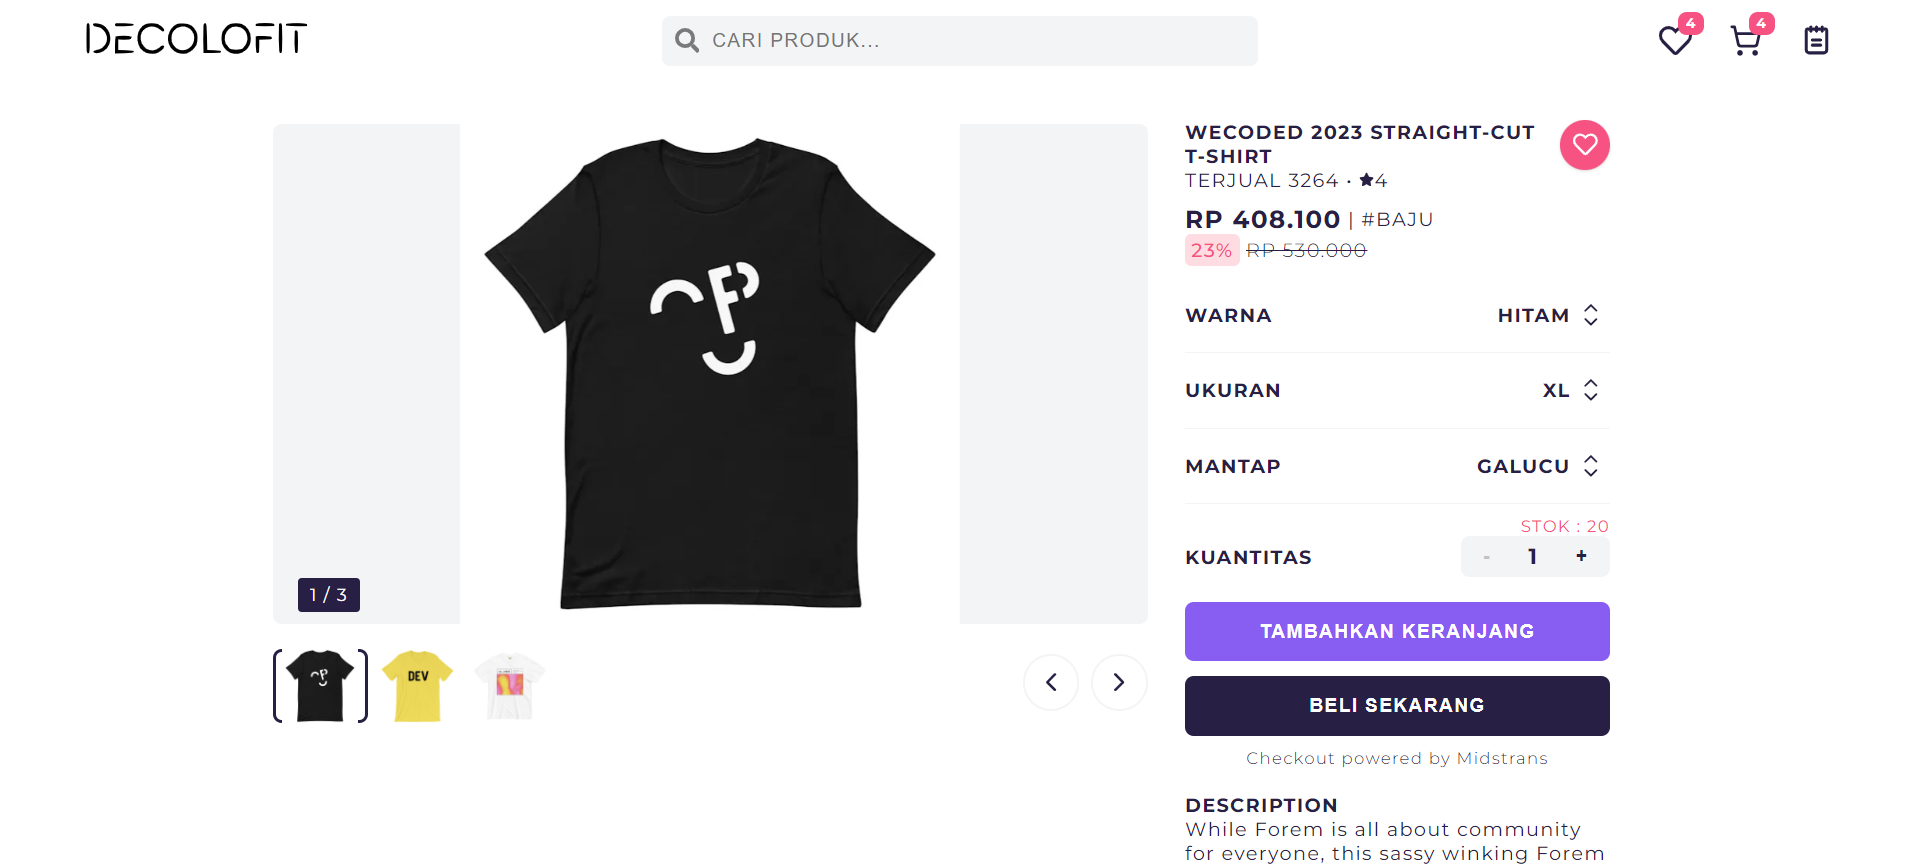 DECOLOFIT
CARI PRODUK...
4
4
WECODED 2023 STRAIGHT-CUT
T-SHIRT
TERJUAL 3264 • ★4
RP 408.100 | #BAJU
23% RP 530.000
WARNA HITAM
UKURAN XL
MANTAP GALUCU
STOK : 20
KUANTITAS - 1 +
1 / 3
DEV
TAMBAHKAN KERANJANG
BELI SEKARANG
Checkout powered by Midstrans
DESCRIPTION
While Forem is all about community
for everyone, this sassy winking Forem